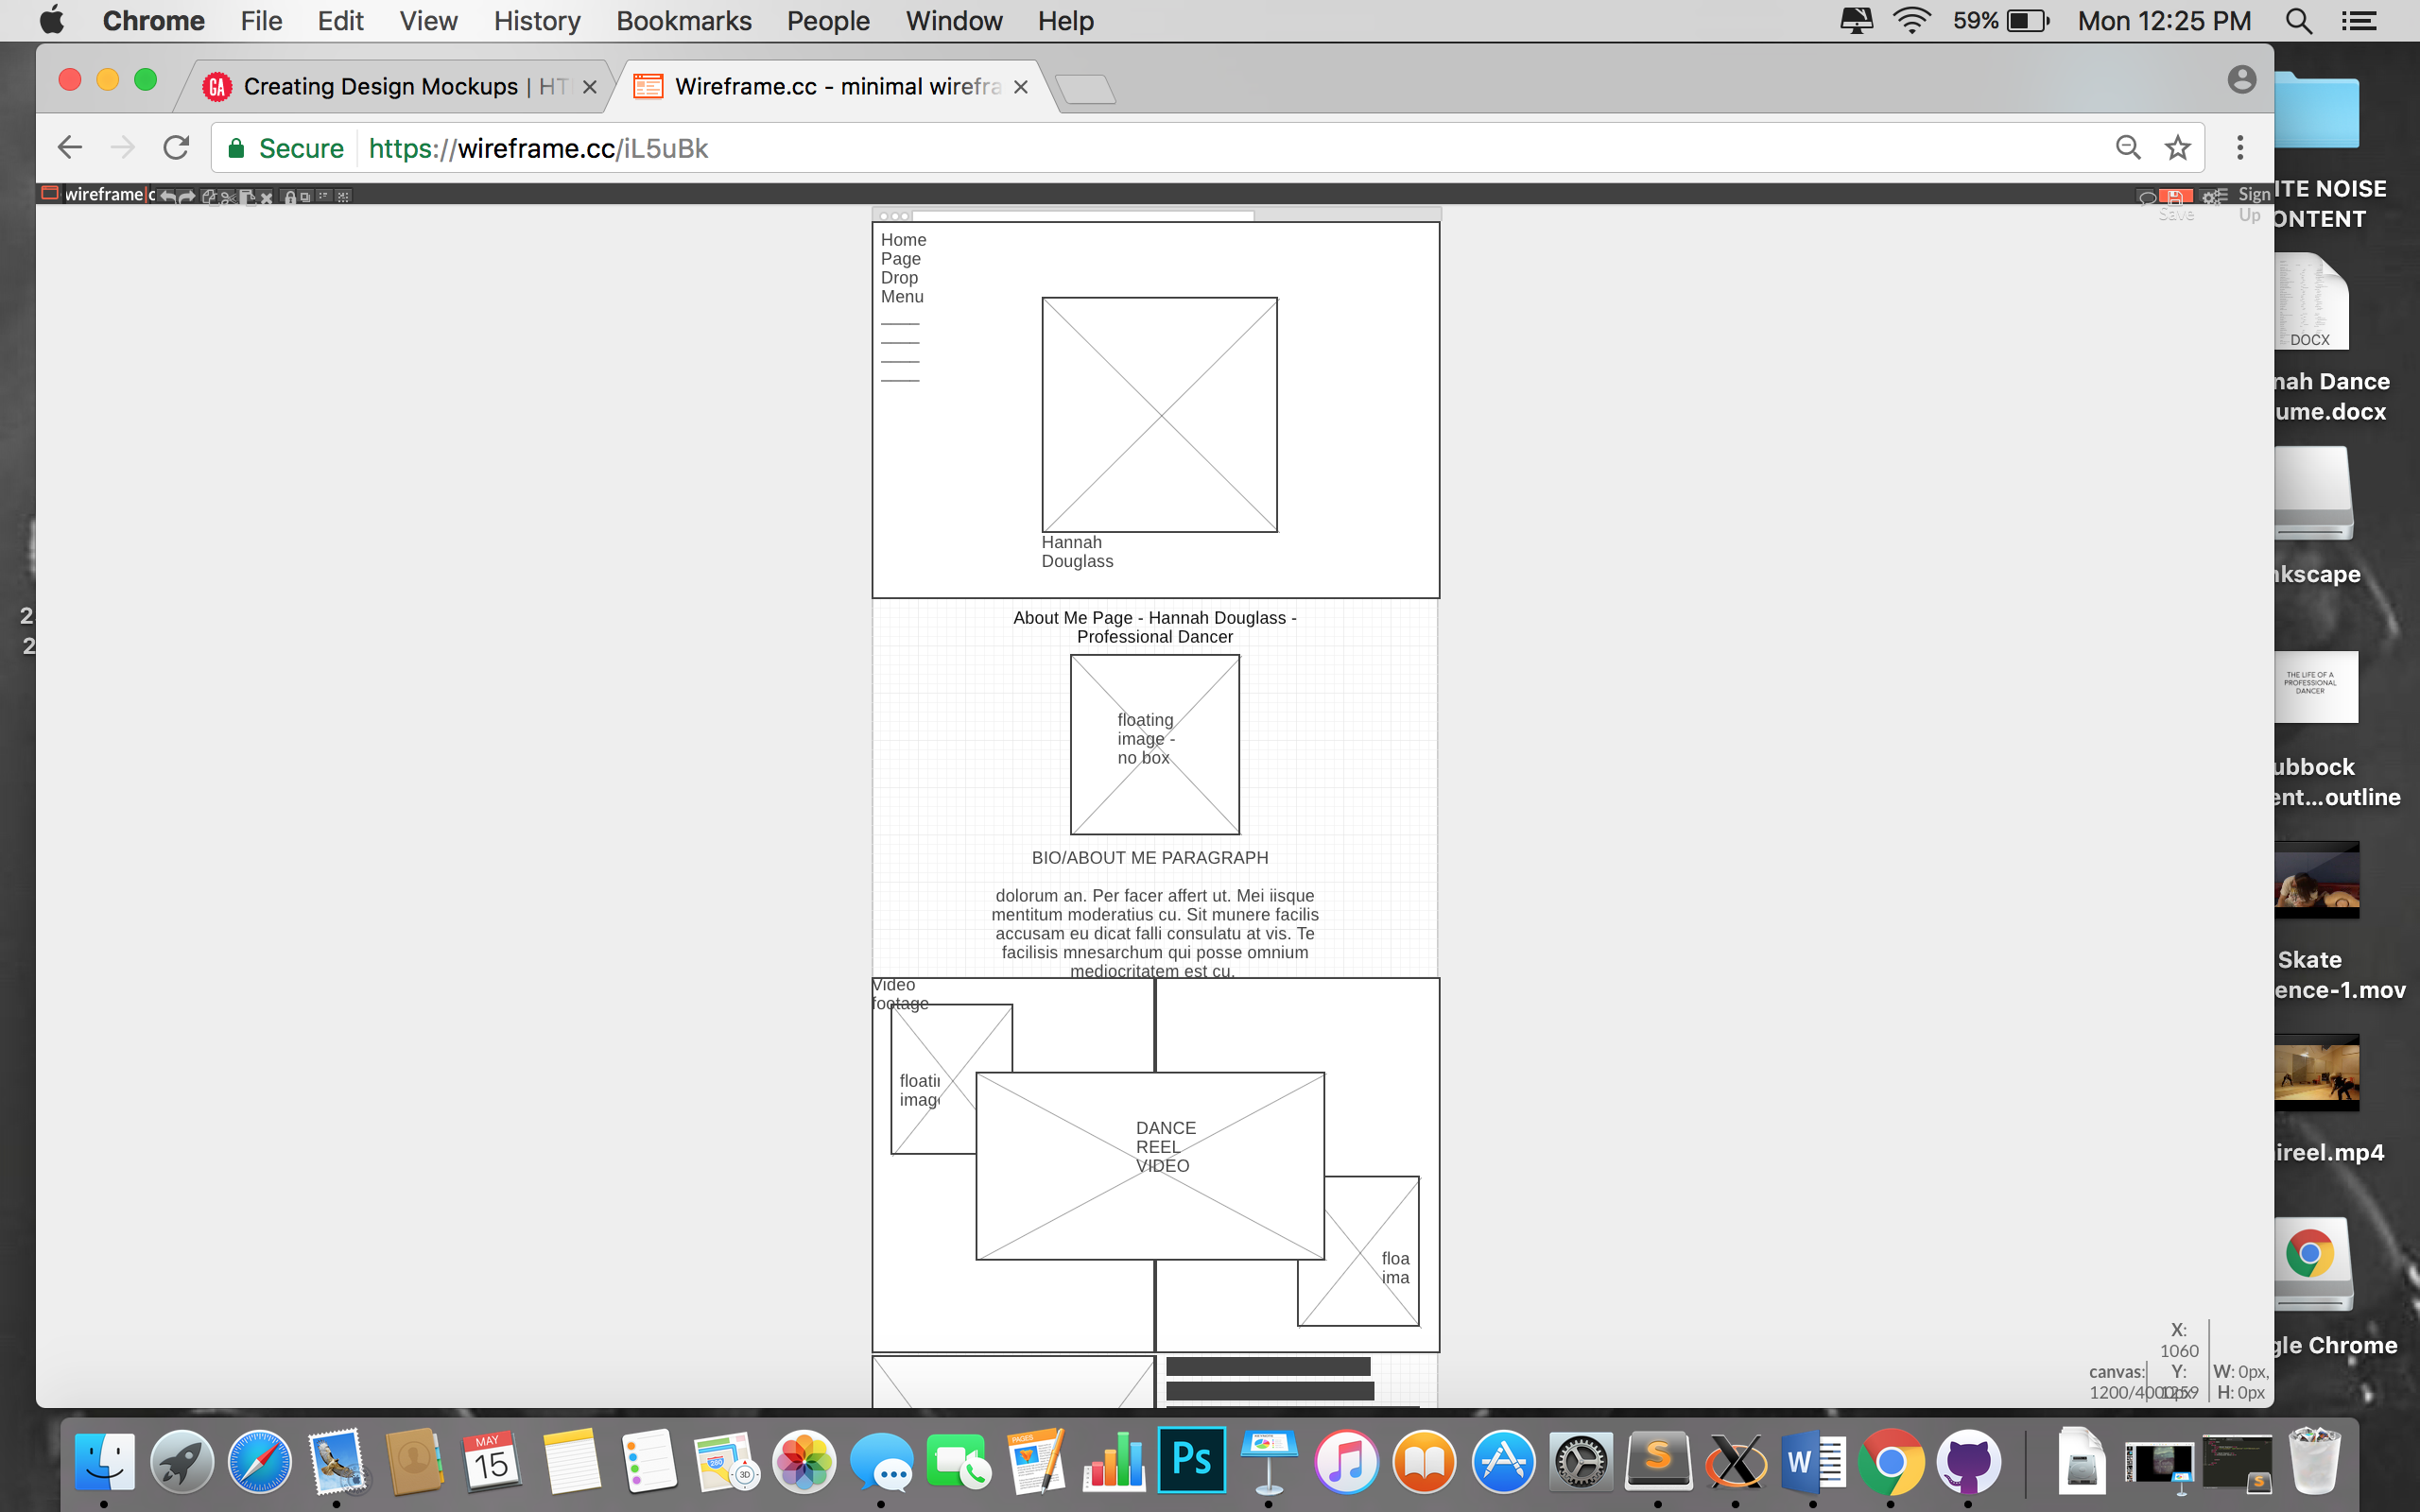 Chrome File Edit View History Bookmarks People Window Help 59% Mon 12:25 PM
GA Creating Design Mockups | HT Wireframe.cc - minimal wirefra
Secure https://wireframe.cc/iL5uBk
wireframe c Save Sign Up
Home
Page
Drop
Menu
Hannah
Douglass
About Me Page - Hannah Douglass -
Professional Dancer
floating
image -
no box
BIO/ABOUT ME PARAGRAPH
dolorum an. Per facer affert ut. Mei iisque
mentitum moderatius cu. Sit munere facilis
accusam eu dicat falli consulatu at vis. Te
facilisis mnesarchum qui posse omnium
mediocritatem est cu.
Video
footage
floati
imag
DANCE
REEL
VIDEO
floa
ima
X:
1060
canvas: Y: W: 0px,
1200/4000px 1259 H: 0px
ITE NOISE
ONTENT
DOCX
nah Dance
ume.docx
nkscape
THE LIFE OF A
PROFESSIONAL
DANCER
ubbock
ent...outline
Skate
ence-1.mov
ireel.mp4
gle Chrome
2
2
MAY
15
280
3D
PAGES
Ps
S
W
S